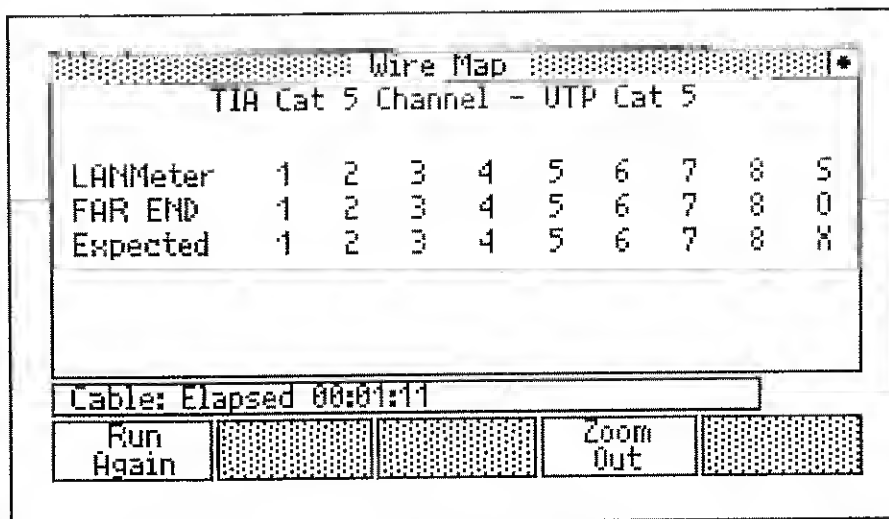 Wire Map
TIA Cat 5 Channel - UTP Cat 5
LANMeter 1 2 3 4 5 6 7 8 S
FAR END 1 2 3 4 5 6 7 8 O
Expected 1 2 3 4 5 6 7 8 X
Cable: Elapsed 00:01:11
Run Again
Zoom Out